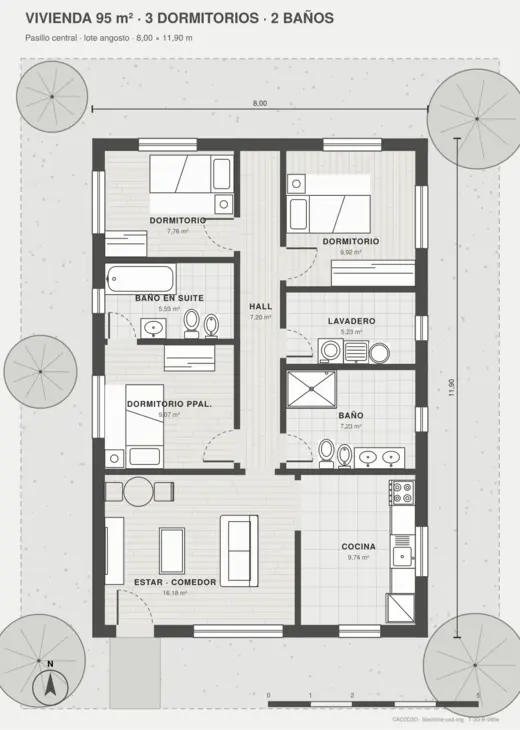 VIVIENDA 95 m² · 3 DORMITORIOS · 2 BAÑOS
Pasillo central · lote angosto · 8,00 × 11,90 m
8,00
DORMITORIO
7,76 m²
DORMITORIO
9,92 m²
BAÑO EN SUITE
5,53 m²
HALL
7,20 m²
LAVADERO
5,23 m²
DORMITORIO PPAL.
9,07 m²
BAÑO
7,23 m²
11,90
COCINA
9,74 m²
ESTAR · COMEDOR
16,18 m²
N
0 1 2 5